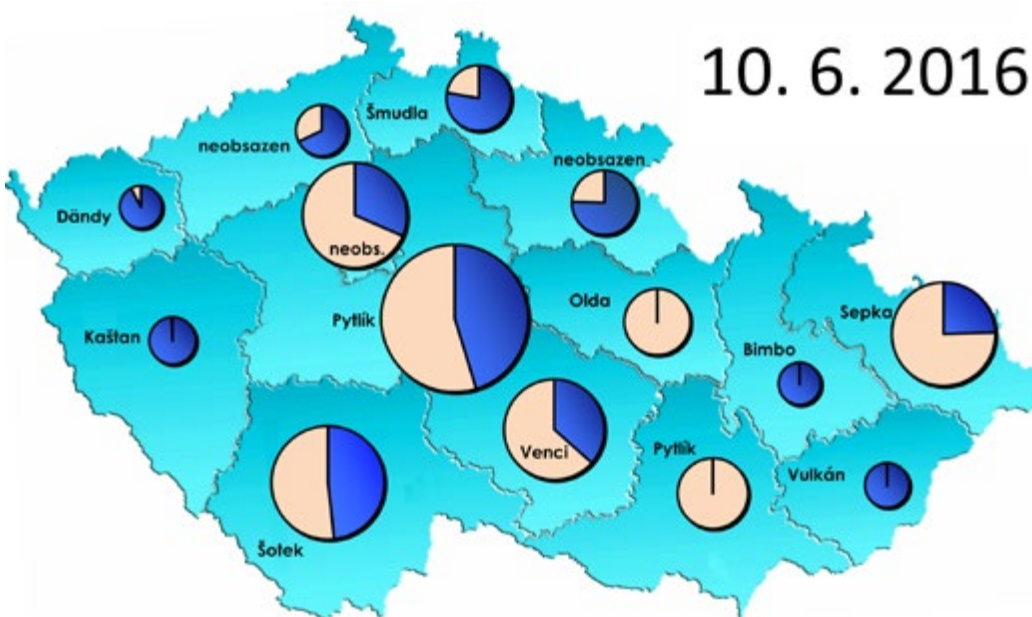 10. 6. 2016
Šmudla
neobsazen
neobsazen
Dändy
neobs.
Olda
Sepka
Pytlík
Kaštan
Bimbo
Venci
Pytlík
Vulkán
Šotek